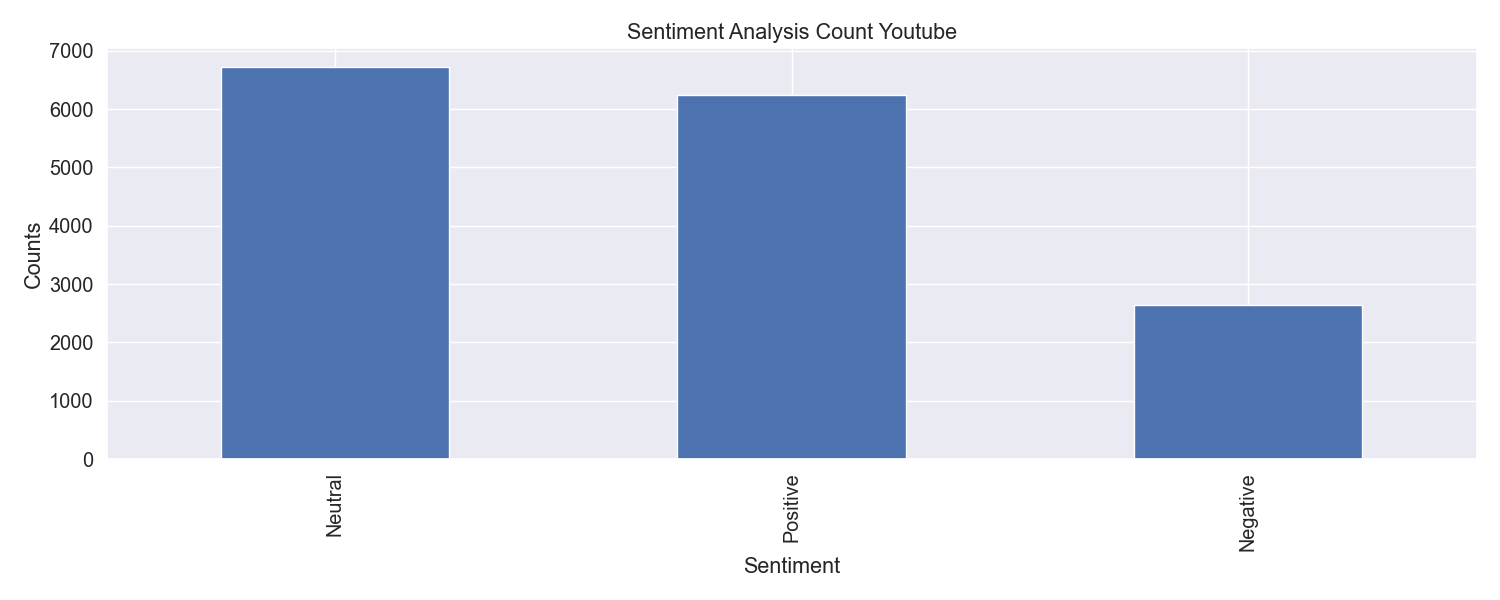 Sentiment Analysis Count Youtube
Counts
7000
6000
5000
4000
3000
2000
1000
0
Neutral
Positive
Negative
Sentiment